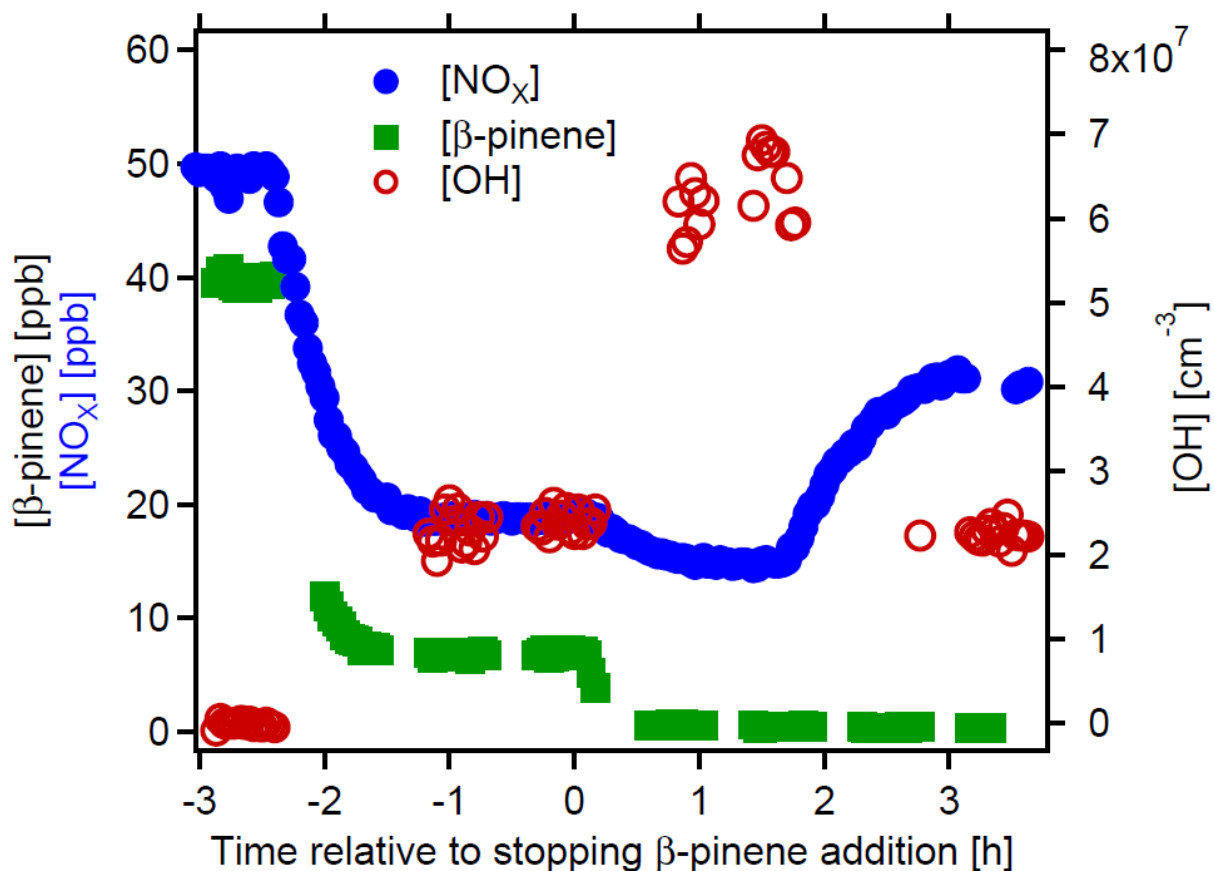 60
50
40
30
20
10
0
[β-pinene] [ppb]
[NOX] [ppb]
[NOX]
[β-pinene]
[OH]
8x10^7
7
6
5
4
3
2
1
0
[OH] [cm^-3]
-3 -2 -1 0 1 2 3
Time relative to stopping β-pinene addition [h]